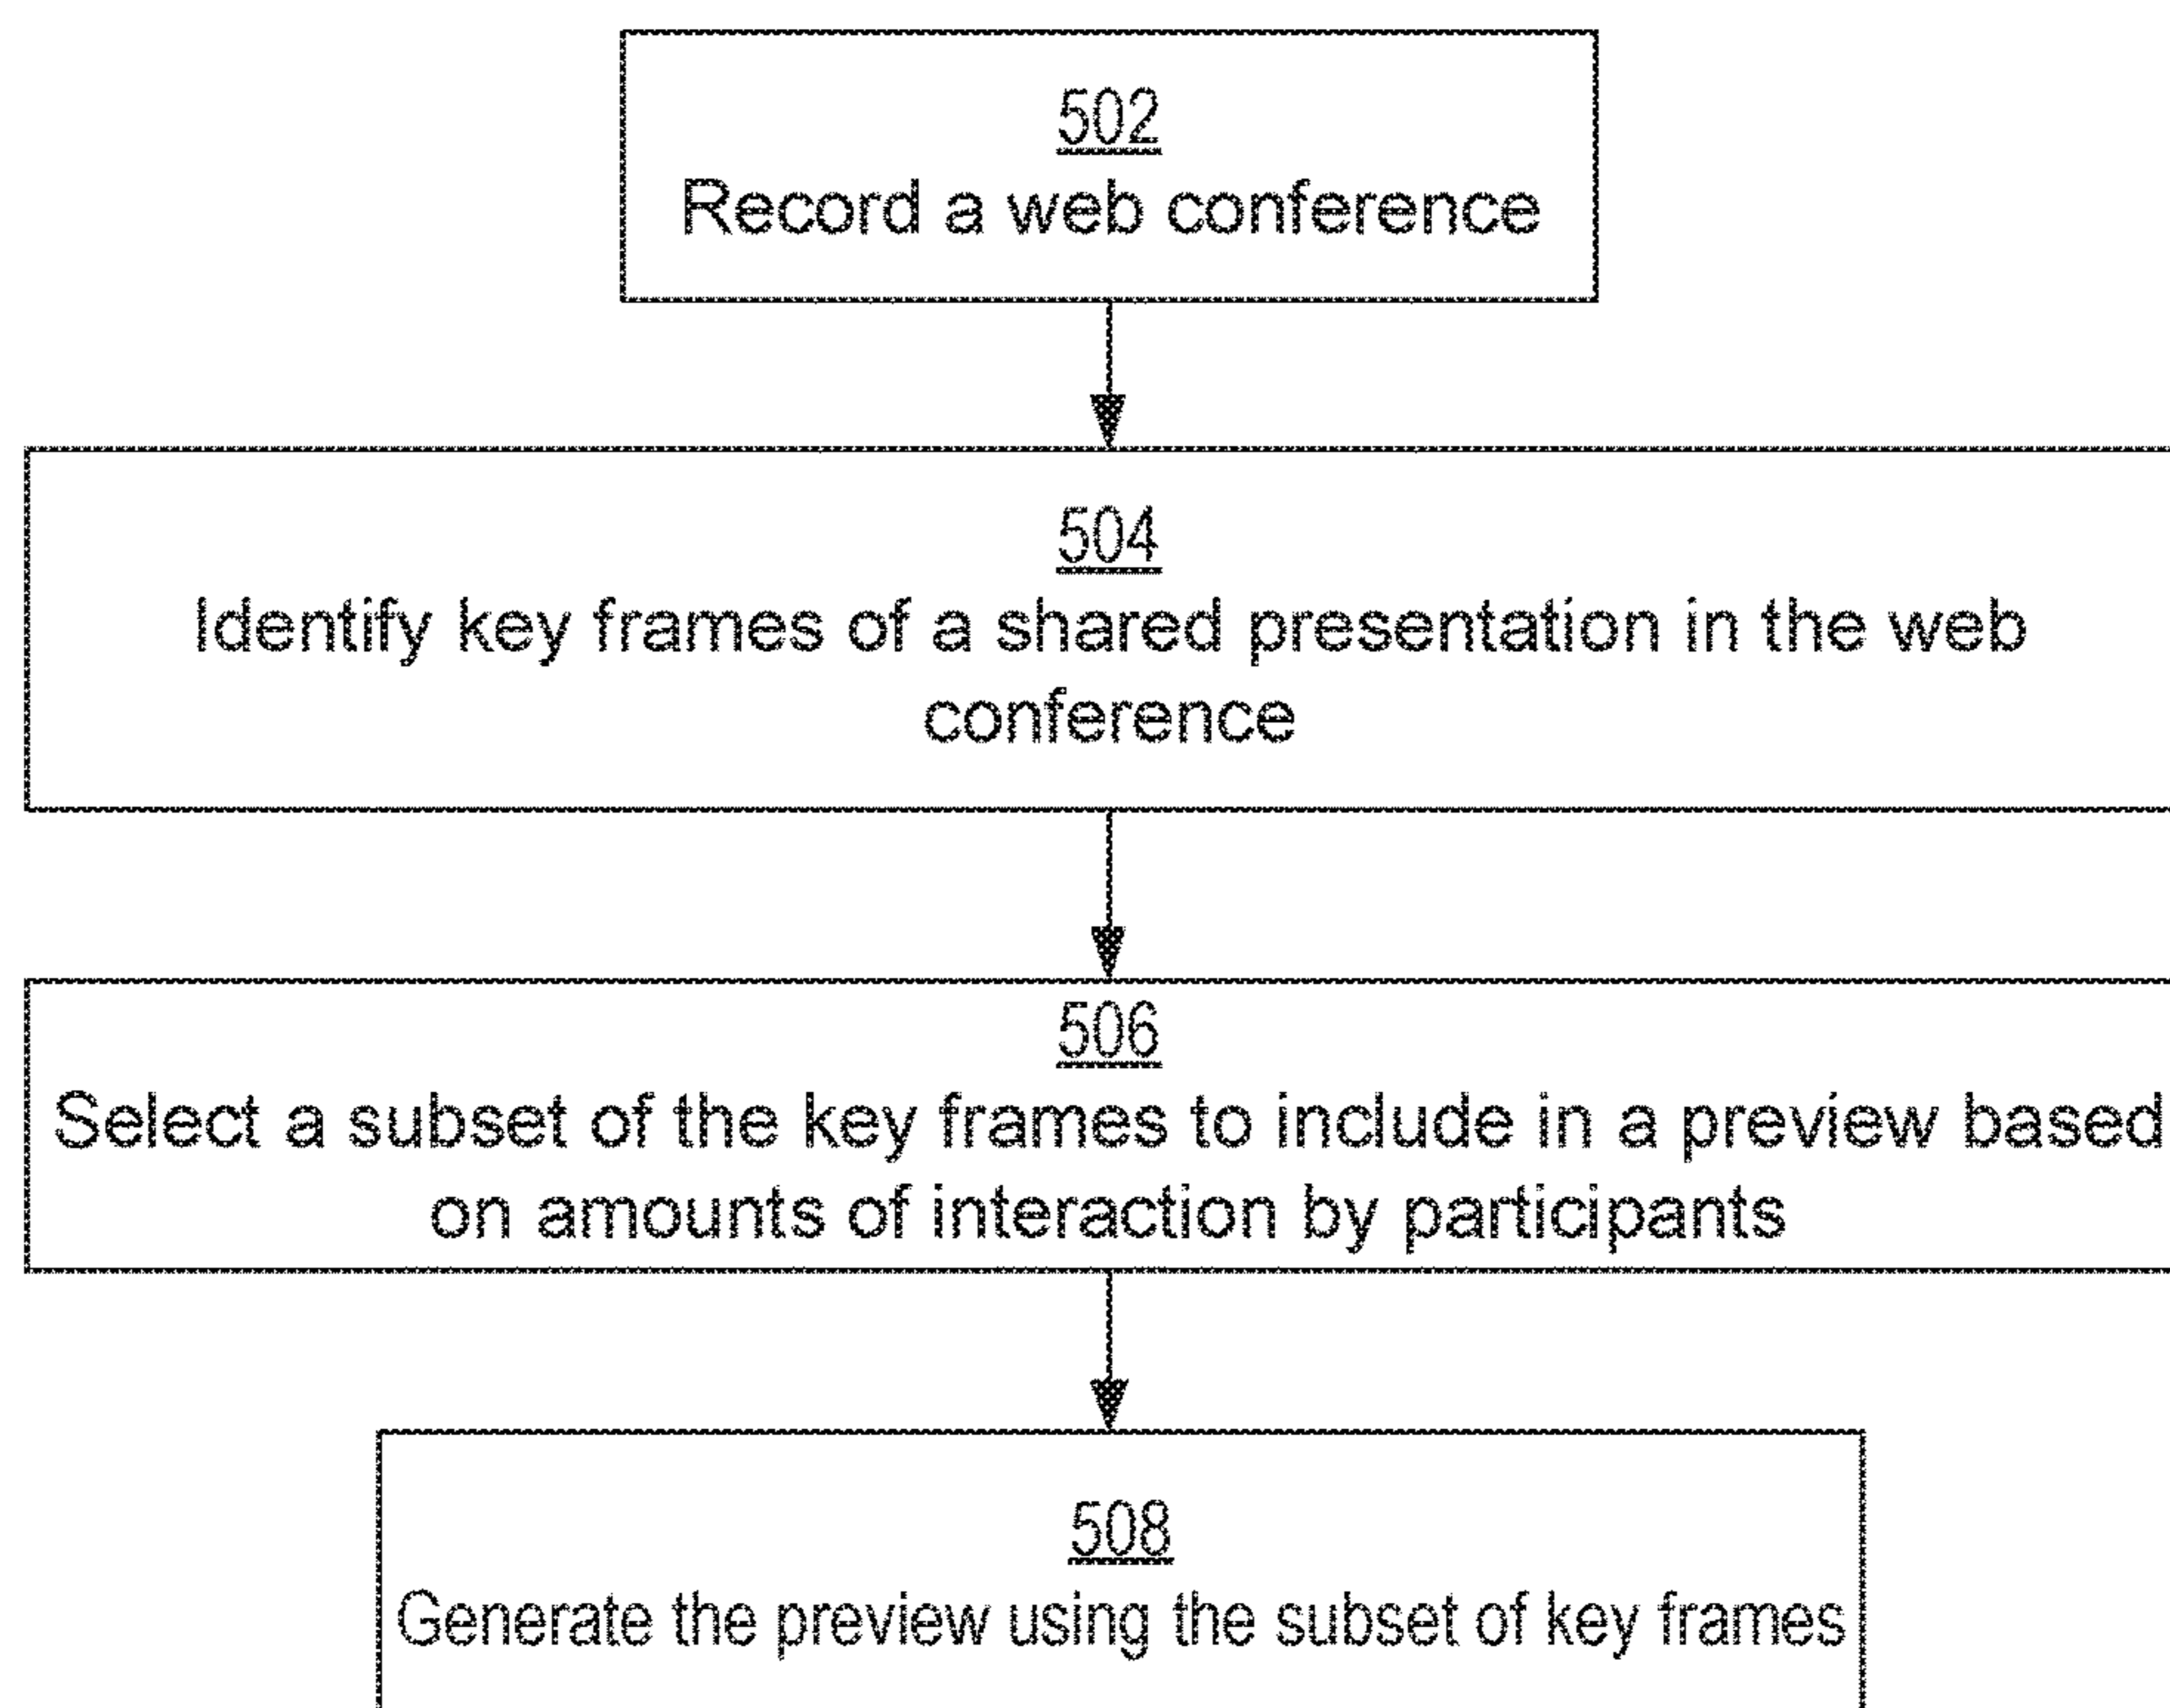 502
Record a web conference
504
Identify key frames of a shared presentation in the web
conference
506
Select a subset of the key frames to include in a preview based
on amounts of interaction by participants
508
Generate the preview using the subset of key frames